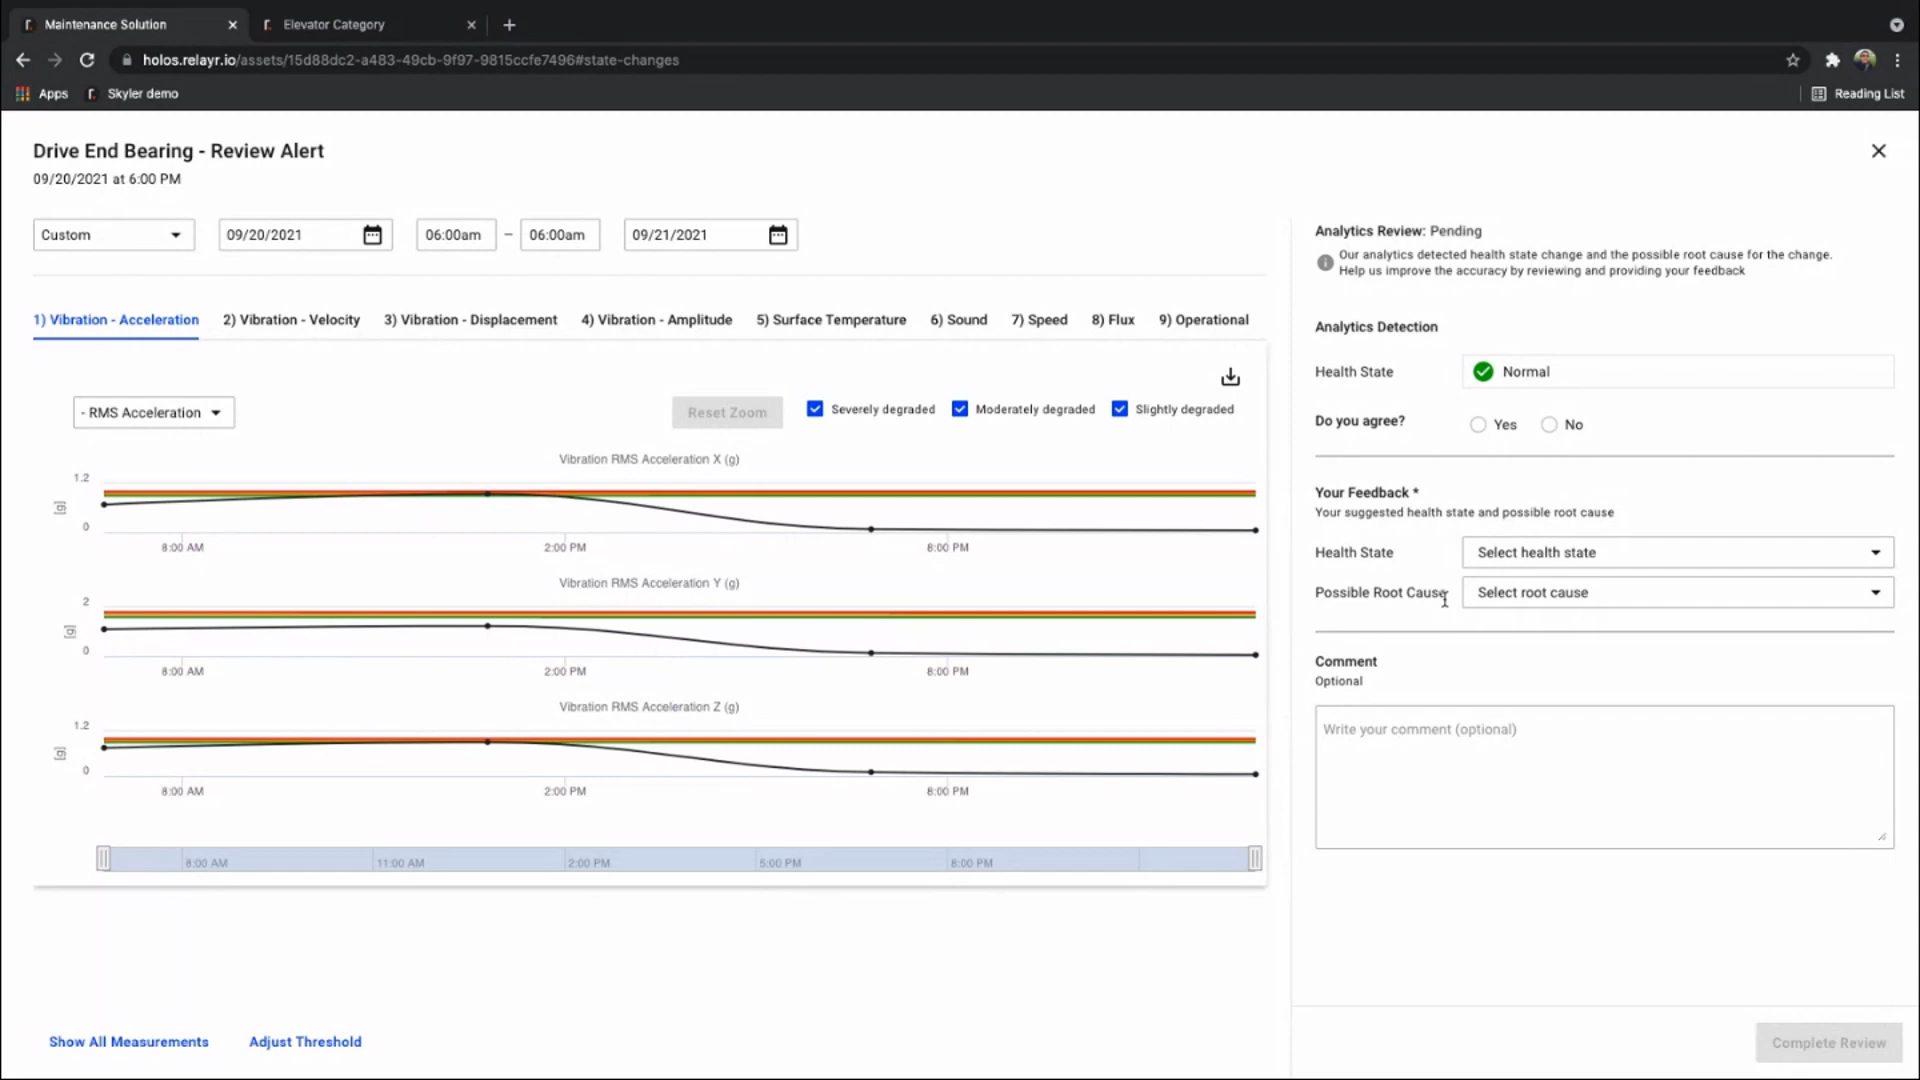 Maintenance Solution
Elevator Category
holos.relayr.io/assets/15d88dc2-a483-49cb-9f97-9815ccfe7496#state-changes
Apps
Skyler demo
Reading List
Drive End Bearing - Review Alert
09/20/2021 at 6:00 PM
Custom
09/20/2021
06:00am – 06:00am
09/21/2021
1) Vibration - Acceleration
2) Vibration - Velocity
3) Vibration - Displacement
4) Vibration - Amplitude
5) Surface Temperature
6) Sound
7) Speed
8) Flux
9) Operational
- RMS Acceleration
Reset Zoom
Severely degraded
Moderately degraded
Slightly degraded
Vibration RMS Acceleration X (g)
1.2
[g]
0
8:00 AM
2:00 PM
8:00 PM
Vibration RMS Acceleration Y (g)
2
[g]
0
8:00 AM
2:00 PM
8:00 PM
Vibration RMS Acceleration Z (g)
1.2
[g]
0
8:00 AM
2:00 PM
8:00 PM
8:00 AM
11:00 AM
2:00 PM
5:00 PM
8:00 PM
Show All Measurements
Adjust Threshold
Analytics Review: Pending
Our analytics detected health state change and the possible root cause for the change.
Help us improve the accuracy by reviewing and providing your feedback
Analytics Detection
Health State
Normal
Do you agree?
Yes
No
Your Feedback *
Your suggested health state and possible root cause
Health State
Select health state
Possible Root Cause
Select root cause
Comment
Optional
Write your comment (optional)
Complete Review